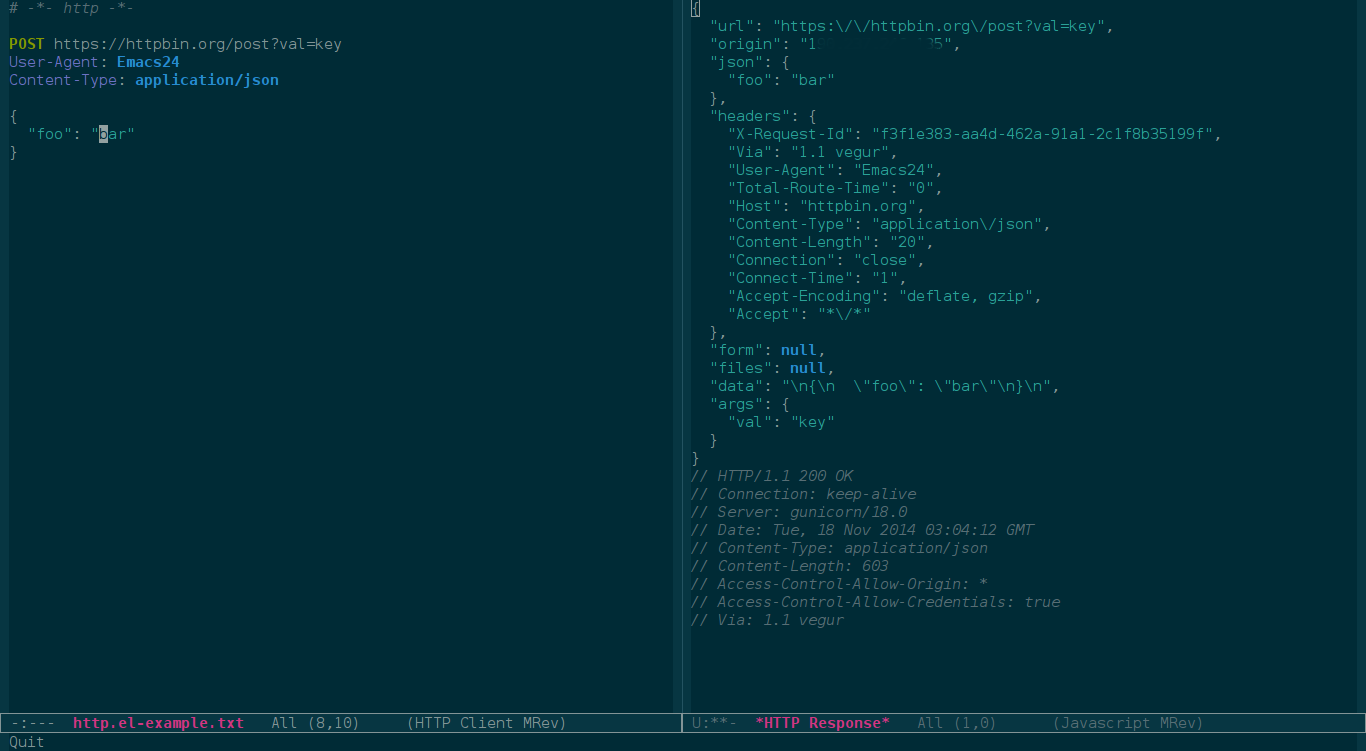 # -*- http -*-
POST https://httpbin.org/post?val=key
User-Agent: Emacs24
Content-Type: application/json
{
  "foo": "bar"
}
-:---  http.el-example.txt   All (8,10)     (HTTP Client MRev)
{
  "url": "https:\/\/httpbin.org\/post?val=key",
  "origin": "
  "json": {
    "foo": "bar"
  },
  "headers": {
    "X-Request-Id": "f3f1e383-aa4d-462a-91a1-2c1f8b35199f",
    "Via": "1.1 vegur",
    "User-Agent": "Emacs24",
    "Total-Route-Time": "0",
    "Host": "httpbin.org",
    "Content-Type": "application\/json",
    "Content-Length": "20",
    "Connection": "close",
    "Connect-Time": "1",
    "Accept-Encoding": "deflate, gzip",
    "Accept": "*\/*"
  },
  "form": null,
  "files": null,
  "data": "\n{\n  \"foo\": \"bar\"\n}\n",
  "args": {
    "val": "key"
  }
}
// HTTP/1.1 200 OK
// Connection: keep-alive
// Server: gunicorn/18.0
// Date: Tue, 18 Nov 2014 03:04:12 GMT
// Content-Type: application/json
// Content-Length: 603
// Access-Control-Allow-Origin: *
// Access-Control-Allow-Credentials: true
// Via: 1.1 vegur
U:**-  *HTTP Response*   All (1,0)      (Javascript MRev)
Quit